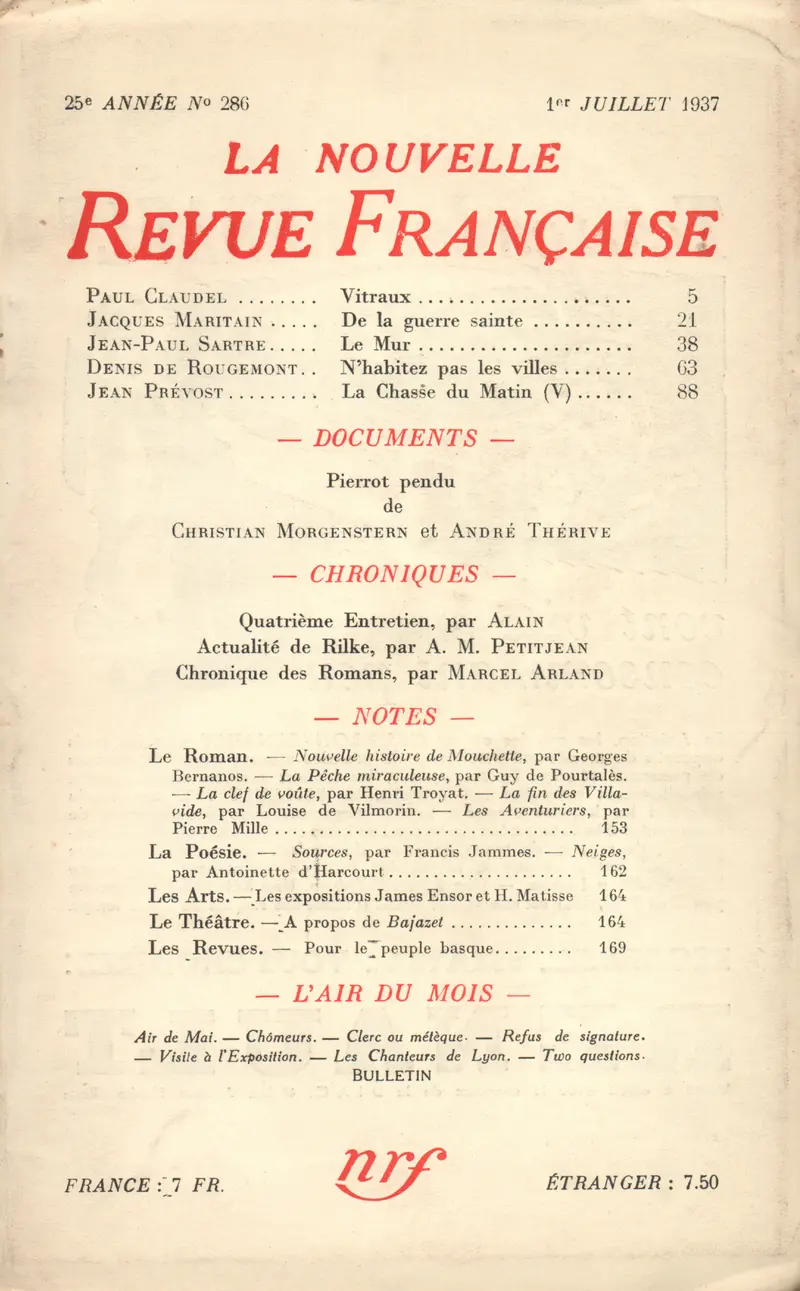 25e ANNÉE No 286
1er JUILLET 1937
LA NOUVELLE
REVUE FRANÇAISE
PAUL CLAUDEL ........ Vitraux ..................... 5
JACQUES MARITAIN ..... De la guerre sainte .......... 21
JEAN-PAUL SARTRE..... Le Mur ..................... 38
DENIS DE ROUGEMONT.. N'habitez pas les villes ....... 63
JEAN PRÉVOST......... La Chasse du Matin (V) ...... 88
— DOCUMENTS —
Pierrot pendu
de
CHRISTIAN MORGENSTERN et ANDRÉ THÉRIVE
— CHRONIQUES —
Quatrième Entretien, par ALAIN
Actualité de Rilke, par A. M. PETITJEAN
Chronique des Romans, par MARCEL ARLAND
— NOTES —
Le Roman. — Nouvelle histoire de Mouchette, par Georges
Bernanos. — La Pêche miraculeuse, par Guy de Pourtalès.
— La clef de voûte, par Henri Troyat. — La fin des Villa-
vide, par Louise de Vilmorin. — Les Aventuriers, par
Pierre Mille .................................. 153
La Poésie. — Sources, par Francis Jammes. — Neiges,
par Antoinette d'Harcourt ..................... 162
Les Arts. — Les expositions James Ensor et H. Matisse 164
Le Théâtre. — A propos de Bajazet .............. 164
Les Revues. — Pour le peuple basque......... 169
— L'AIR DU MOIS —
Air de Mai. — Chômeurs. — Clerc ou métèque. — Refus de signature.
— Visite à l'Exposition. — Les Chanteurs de Lyon. — Two questions.
BULLETIN
FRANCE : 7 FR.
nrf
ÉTRANGER : 7.50